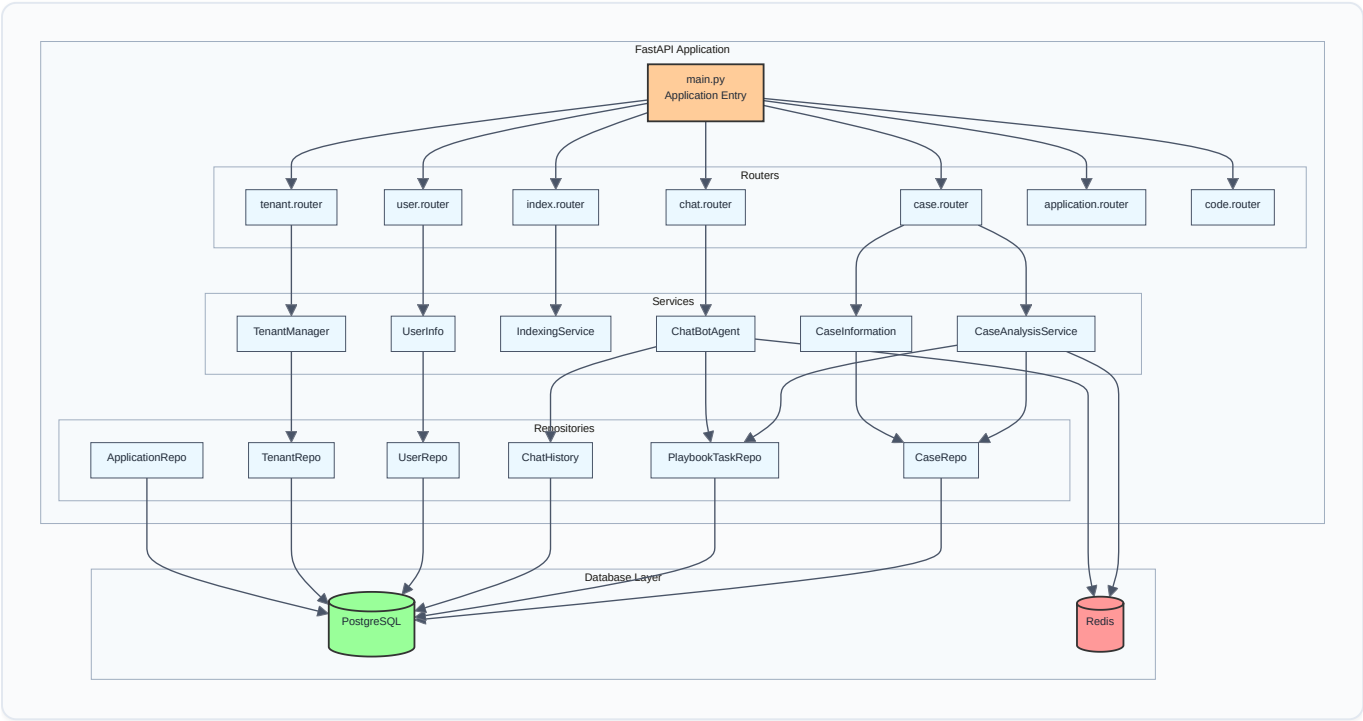 FastAPI Application
main.py
Application Entry
Routers
tenant.router
user.router
index.router
chat.router
case.router
application.router
code.router
Services
TenantManager
UserInfo
IndexingService
ChatBotAgent
CaseInformation
CaseAnalysisService
Repositories
ApplicationRepo
TenantRepo
UserRepo
ChatHistory
PlaybookTaskRepo
CaseRepo
Database Layer
PostgreSQL
Redis